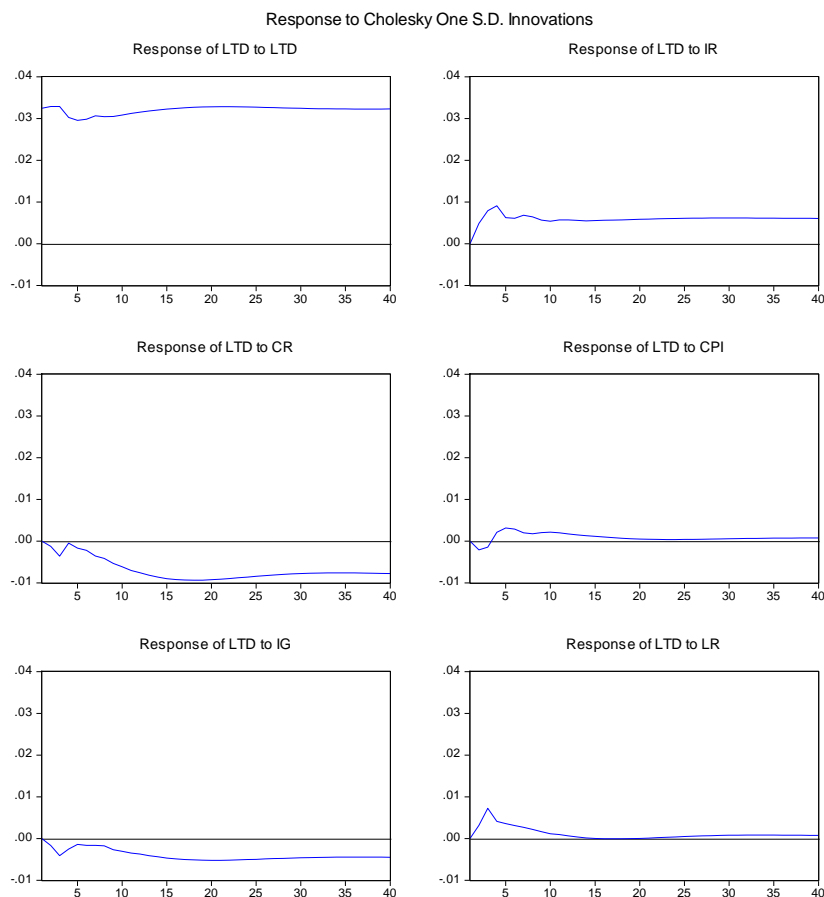 Response to Cholesky One S.D. Innovations
Response of LTD to LTD
.04
.03
.02
.01
.00
-.01
5 10 15 20 25 30 35 40
Response of LTD to IR
.04
.03
.02
.01
.00
-.01
5 10 15 20 25 30 35 40
Response of LTD to CR
.04
.03
.02
.01
.00
-.01
5 10 15 20 25 30 35 40
Response of LTD to CPI
.04
.03
.02
.01
.00
-.01
5 10 15 20 25 30 35 40
Response of LTD to IG
.04
.03
.02
.01
.00
-.01
5 10 15 20 25 30 35 40
Response of LTD to LR
.04
.03
.02
.01
.00
-.01
5 10 15 20 25 30 35 40